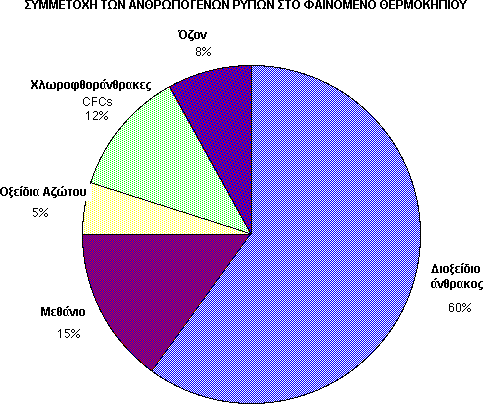 ΣΥΜΜΕΤΟΧΗ ΤΩΝ ΑΝΘΡΩΠΟΓΕΝΩΝ ΡΥΠΩΝ ΣΤΟ ΦΑΙΝΟΜΕΝΟ ΘΕΡΜΟΚΗΠΙΟΥ
Όζον
8%
Χλωροφθοράνθρακες
CFCs
12%
Οξείδια Αζώτου
5%
Μεθάνιο
15%
Διοξείδιο
άνθρακος
60%